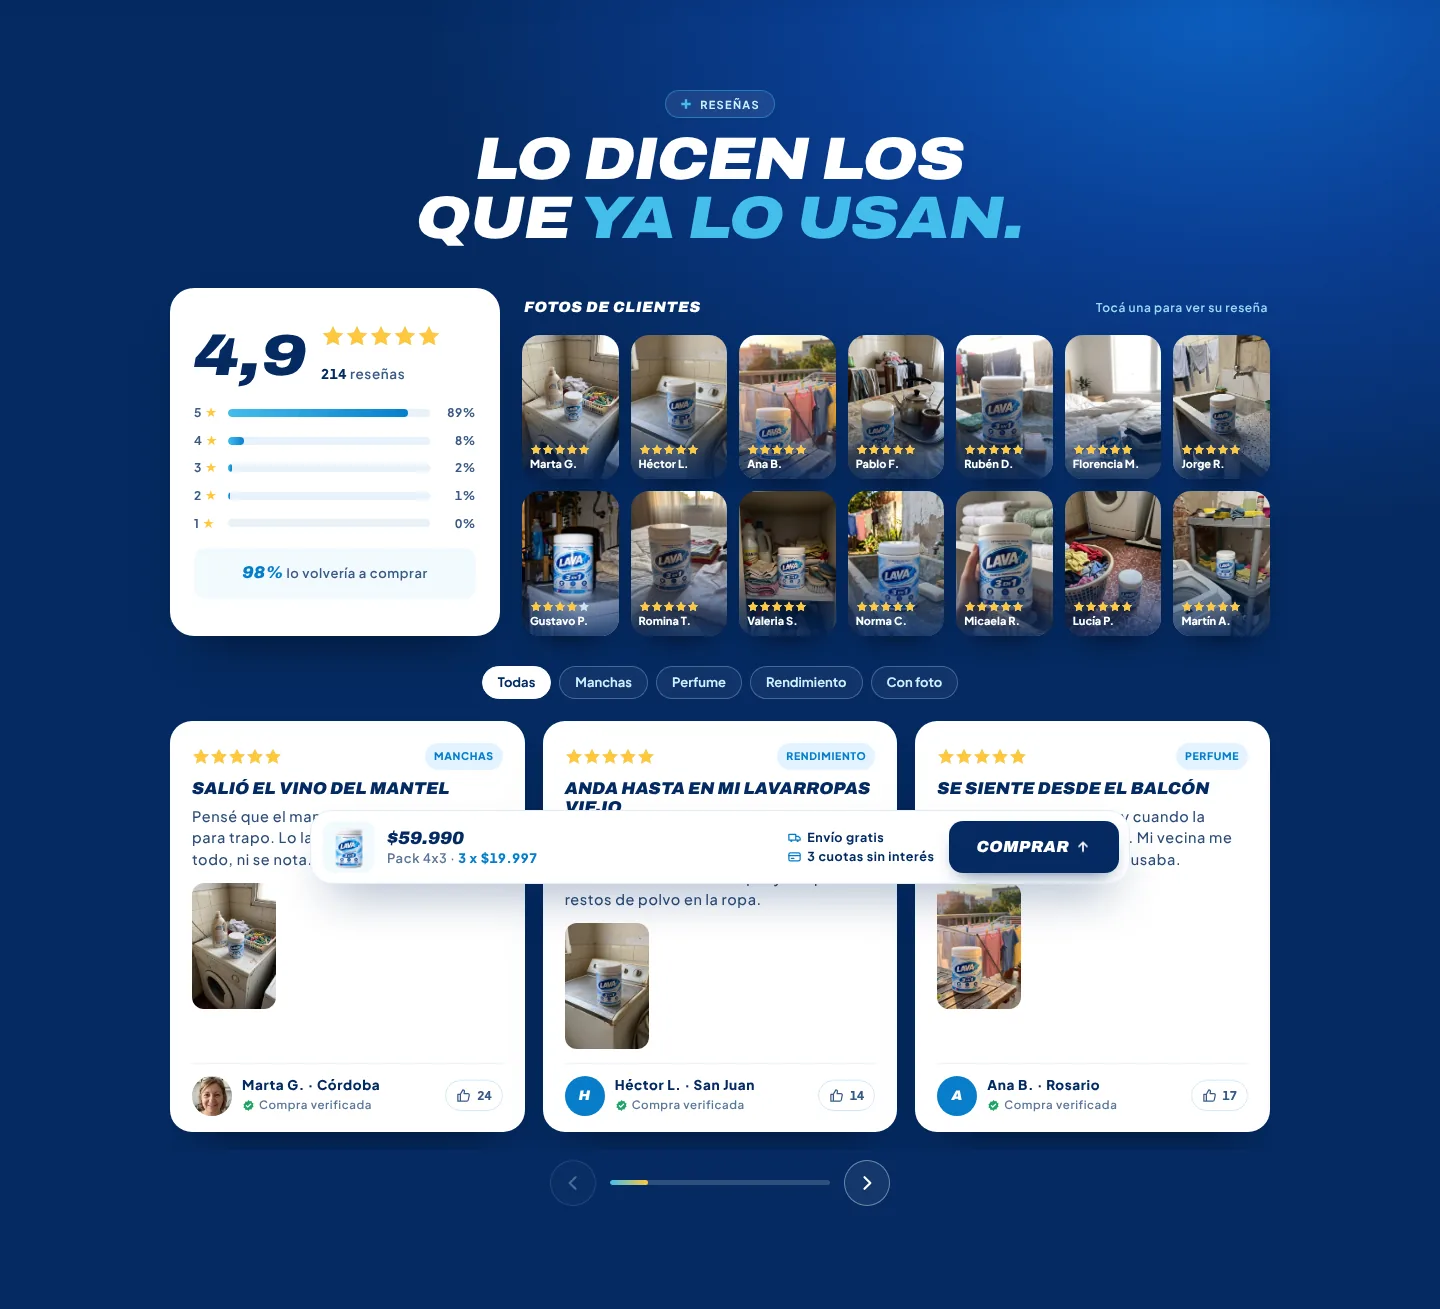 RESEÑAS
LO DICEN LOS
QUE YA LO USAN.
4,9
214 reseñas
5 89%
4 8%
3 2%
2 1%
1 0%
98% lo volvería a comprar
FOTOS DE CLIENTES
Tocá una para ver su reseña
Marta G.
Héctor L.
Ana B.
Pablo F.
Rubén D.
Florencia M.
Jorge R.
Gustavo P.
Romina T.
Valeria S.
Norma C.
Micaela R.
Lucía P.
Martín A.
Todas
Manchas
Perfume
Rendimiento
Con foto
MANCHAS
SALIÓ EL VINO DEL MANTEL
Pensé que el man
para trapo. Lo la
todo, ni se nota.
Marta G. · Córdoba
Compra verificada
24
RENDIMIENTO
ANDA HASTA EN MI LAVARROPAS
VIEJO
restos de polvo en la ropa.
Héctor L. · San Juan
Compra verificada
14
PERFUME
SE SIENTE DESDE EL BALCÓN
y cuando la
. Mi vecina me
usaba.
Ana B. · Rosario
Compra verificada
17
$59.990
Pack 4x3 · 3 x $19.997
Envío gratis
3 cuotas sin interés
COMPRAR
H
A
LAVA
3en1